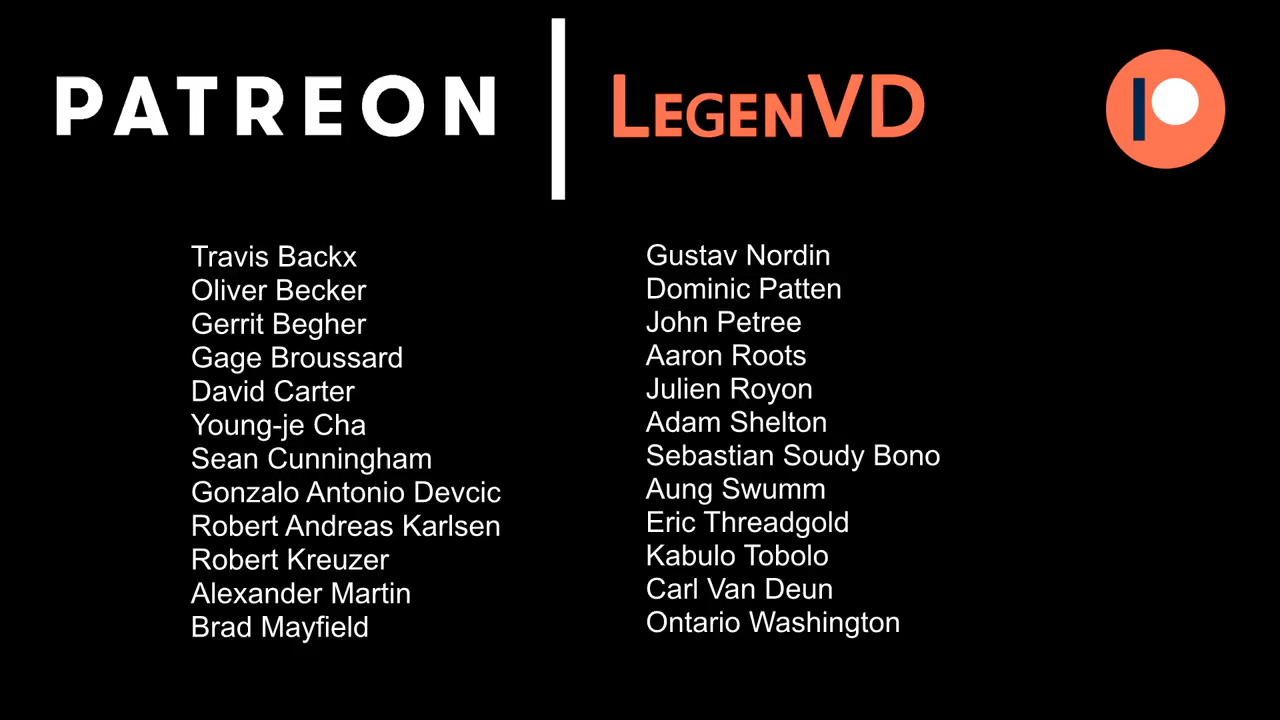 PATREON
LEGENVD
Travis Backx
Oliver Becker
Gerrit Begher
Gage Broussard
David Carter
Young-je Cha
Sean Cunningham
Gonzalo Antonio Devcic
Robert Andreas Karlsen
Robert Kreuzer
Alexander Martin
Brad Mayfield
Gustav Nordin
Dominic Patten
John Petree
Aaron Roots
Julien Royon
Adam Shelton
Sebastian Soudy Bono
Aung Swumm
Eric Threadgold
Kabulo Tobolo
Carl Van Deun
Ontario Washington